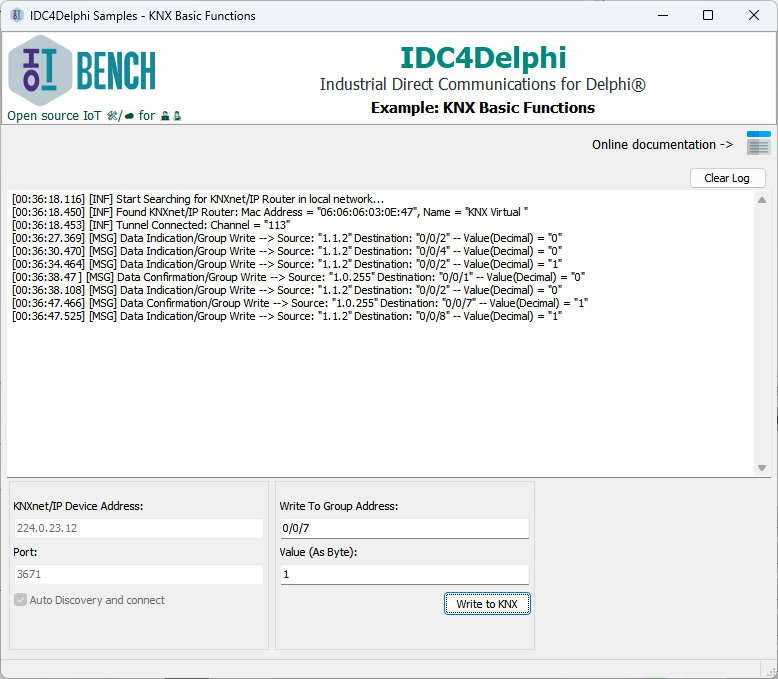 IDC4Delphi Samples - KNX Basic Functions
IOT BENCH
Open source IoT / for
IDC4Delphi
Industrial Direct Communications for Delphi®
Example: KNX Basic Functions
Online documentation ->
Clear Log
[00:36:18.116] [INF] Start Searching for KNXnet/IP Router in local network...
[00:36:18.450] [INF] Found KNXnet/IP Router: Mac Address = "06:06:06:03:0E:47", Name = "KNX Virtual "
[00:36:18.453] [INF] Tunnel Connected: Channel = "113"
[00:36:27.369] [MSG] Data Indication/Group Write --> Source: "1.1.2" Destination: "0/0/2" -- Value(Decimal) = "0"
[00:36:30.470] [MSG] Data Indication/Group Write --> Source: "1.1.2" Destination: "0/0/4" -- Value(Decimal) = "0"
[00:36:34.464] [MSG] Data Indication/Group Write --> Source: "1.1.2" Destination: "0/0/2" -- Value(Decimal) = "1"
[00:36:38.47 ] [MSG] Data Confirmation/Group Write --> Source: "1.0.255" Destination: "0/0/1" -- Value(Decimal) = "0"
[00:36:38.108] [MSG] Data Indication/Group Write --> Source: "1.1.2" Destination: "0/0/2" -- Value(Decimal) = "0"
[00:36:47.466] [MSG] Data Confirmation/Group Write --> Source: "1.0.255" Destination: "0/0/7" -- Value(Decimal) = "1"
[00:36:47.525] [MSG] Data Indication/Group Write --> Source: "1.1.2" Destination: "0/0/8" -- Value(Decimal) = "1"
KNXnet/IP Device Address:
224.0.23.12
Port:
3671
Auto Discovery and connect
Write To Group Address:
0/0/7
Value (As Byte):
1
Write to KNX